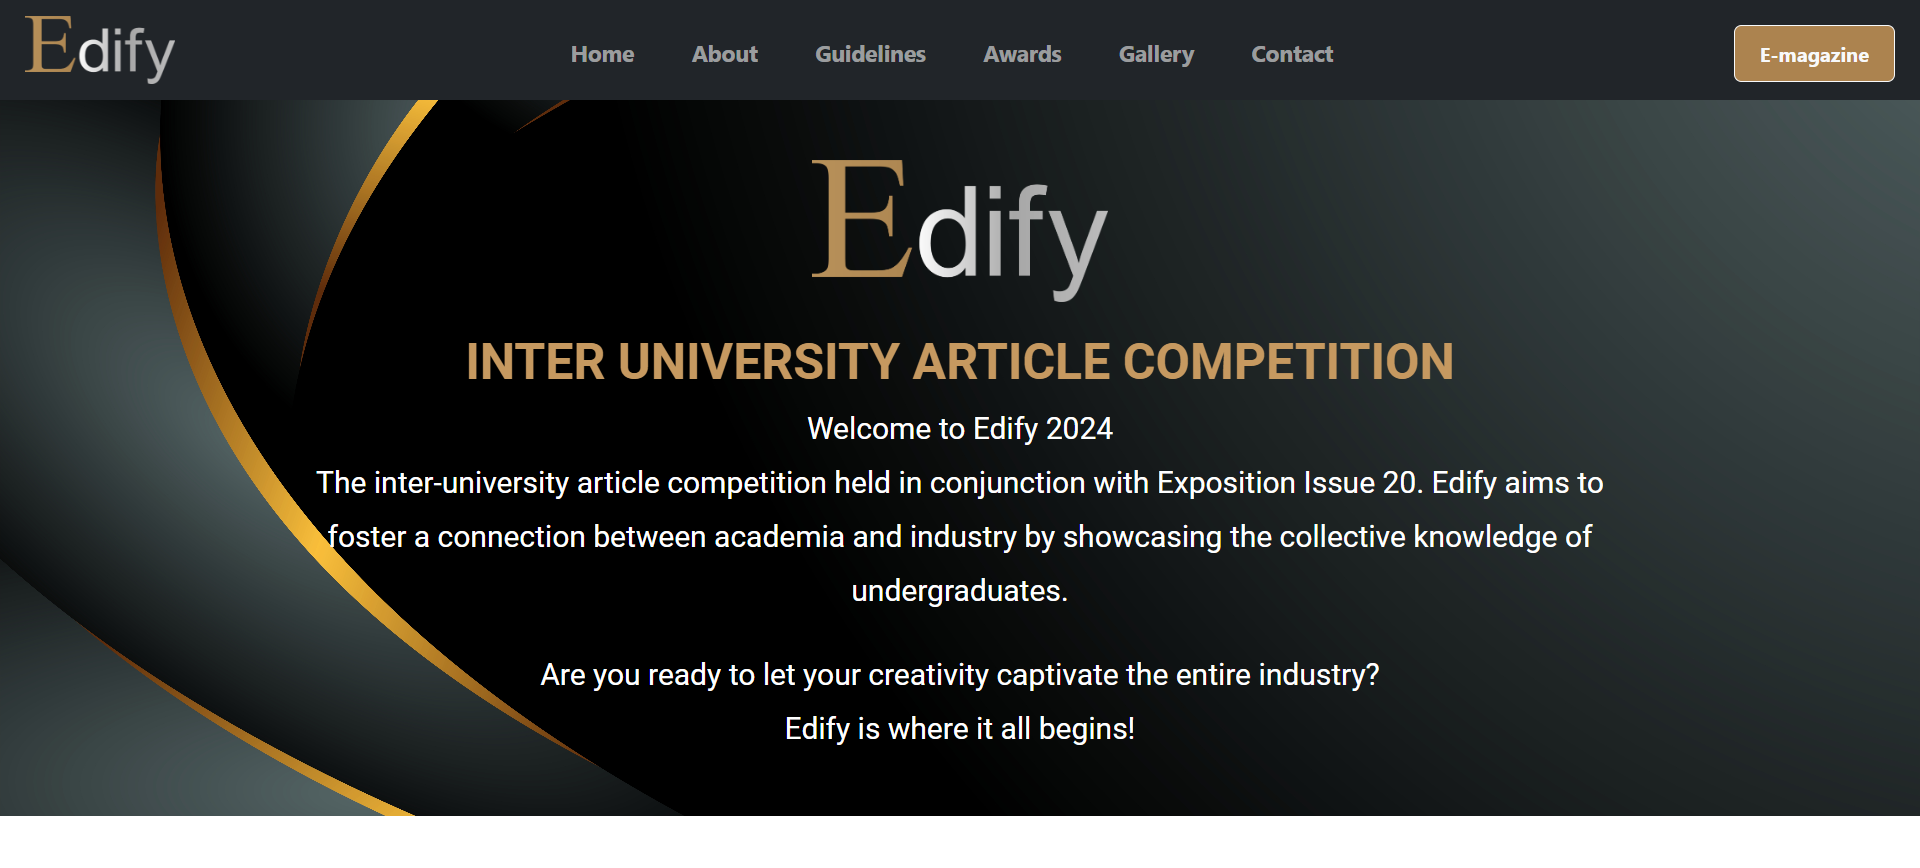 Edify
Home About Guidelines Awards Gallery Contact
E-magazine
Edify
INTER UNIVERSITY ARTICLE COMPETITION
Welcome to Edify 2024
The inter-university article competition held in conjunction with Exposition Issue 20. Edify aims to
foster a connection between academia and industry by showcasing the collective knowledge of
undergraduates.
Are you ready to let your creativity captivate the entire industry?
Edify is where it all begins!